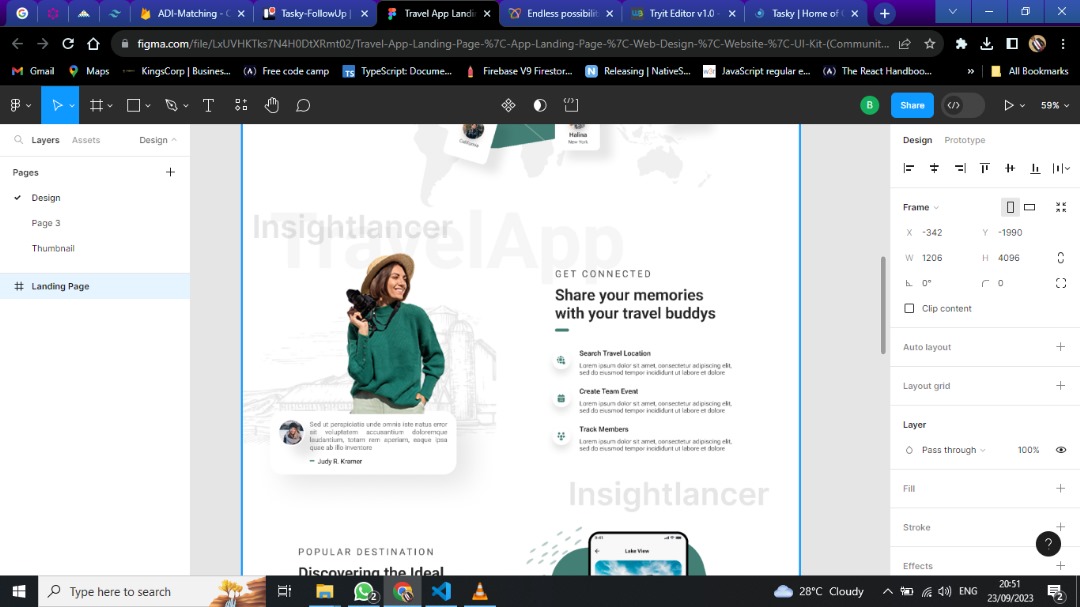 ADI-Matching - C
Tasky-FollowUp |
Travel App Landi
Endless possibilit
Tryit Editor v1.0 -
Tasky | Home of
figma.com/file/LxUVHKTks7N4H0DtXRmt02/Travel-App-Landing-Page-%7C-App-Landing-Page-%7C-Web-Design-%7C-Website-%7C-UI-Kit-(Communit...
Gmail
Maps
KingsCorp | Busines...
Free code camp
TypeScript: Docume...
Firebase V9 Firestor...
Releasing | NativeS...
JavaScript regular e...
The React Handboo...
All Bookmarks
B
Share
59%
Layers
Assets
Design
Pages
Design
Page 3
Thumbnail
Landing Page
California
Halina
New York
Insightlancer
TravelApp
GET CONNECTED
Share your memories
with your travel buddys
Search Travel Location
Lorem ipsum dolor sit amet, consectetur adipiscing elit,
sed do eiusmod tempor incididunt ut labore et dolore
Create Team Event
Lorem ipsum dolor sit amet, consectetur adipiscing elit,
sed do eiusmod tempor incididunt ut labore et dolore
Track Members
Lorem ipsum dolor sit amet, consectetur adipiscing elit,
sed do eiusmod tempor incididunt ut labore et dolore
Sed ut perspiciatis unde omnis iste natus error
sit voluptatem accusantium doloremque
laudantium, totam rem aperiam, eaque ipsa
quae ab illo inventore
Judy R. Kramer
Insightlancer
POPULAR DESTINATION
Discovering the Ideal
Lake View
Design
Prototype
Frame
X -342 Y -1990
W 1206 H 4096
0° 0
Clip content
Auto layout
Layout grid
Layer
Pass through 100%
Fill
Stroke
Effects
?
Type here to search
2
28°C Cloudy
ENG
20:51
23/09/2023
2